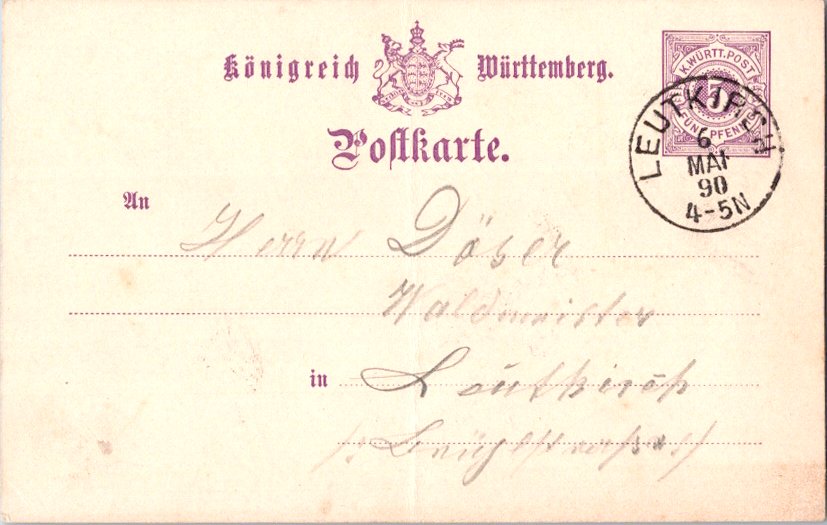 Königreich Württemberg.
Postkarte.
K. WÜRTT. POST
5
FÜNF PFENNIG
LEUTKIRCH
6
MAI
90
4-5N
An
Herrn Döser
Waldmeister
in Leutkirch